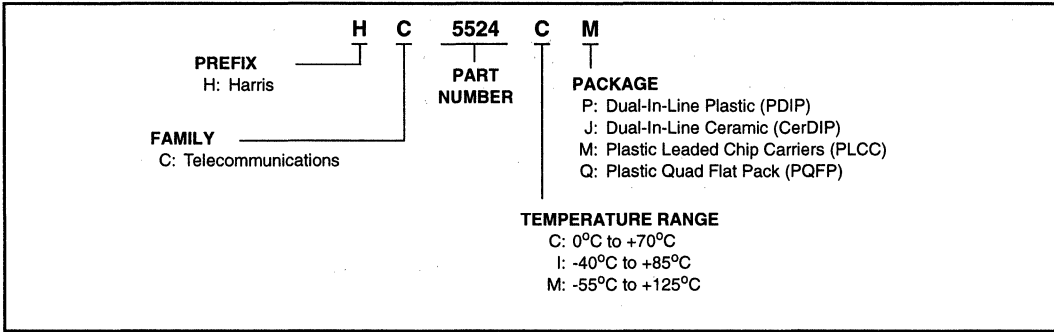 H C 5524 C M
PREFIX
H: Harris
FAMILY
C: Telecommunications
PART
NUMBER
PACKAGE
P: Dual-In-Line Plastic (PDIP)
J: Dual-In-Line Ceramic (CerDIP)
M: Plastic Leaded Chip Carriers (PLCC)
Q: Plastic Quad Flat Pack (PQFP)
TEMPERATURE RANGE
C: 0°C to +70°C
I: -40°C to +85°C
M: -55°C to +125°C